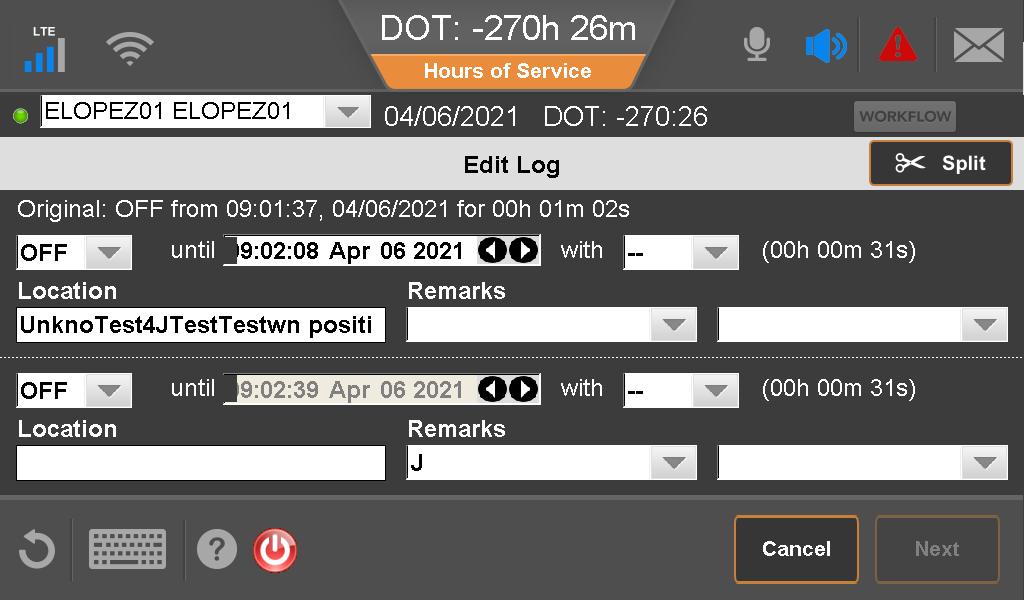 LTE
DOT: -270h 26m
Hours of Service
ELOPEZ01 ELOPEZ01
04/06/2021 DOT: -270:26
WORKFLOW
Edit Log
Split
Original: OFF from 09:01:37, 04/06/2021 for 00h 01m 02s
OFF until 09:02:08 Apr 06 2021 with -- (00h 00m 31s)
Location Remarks
UnknoTest4JTestTestwn positi
OFF until 09:02:39 Apr 06 2021 with -- (00h 00m 31s)
Location Remarks
J
?
Cancel Next